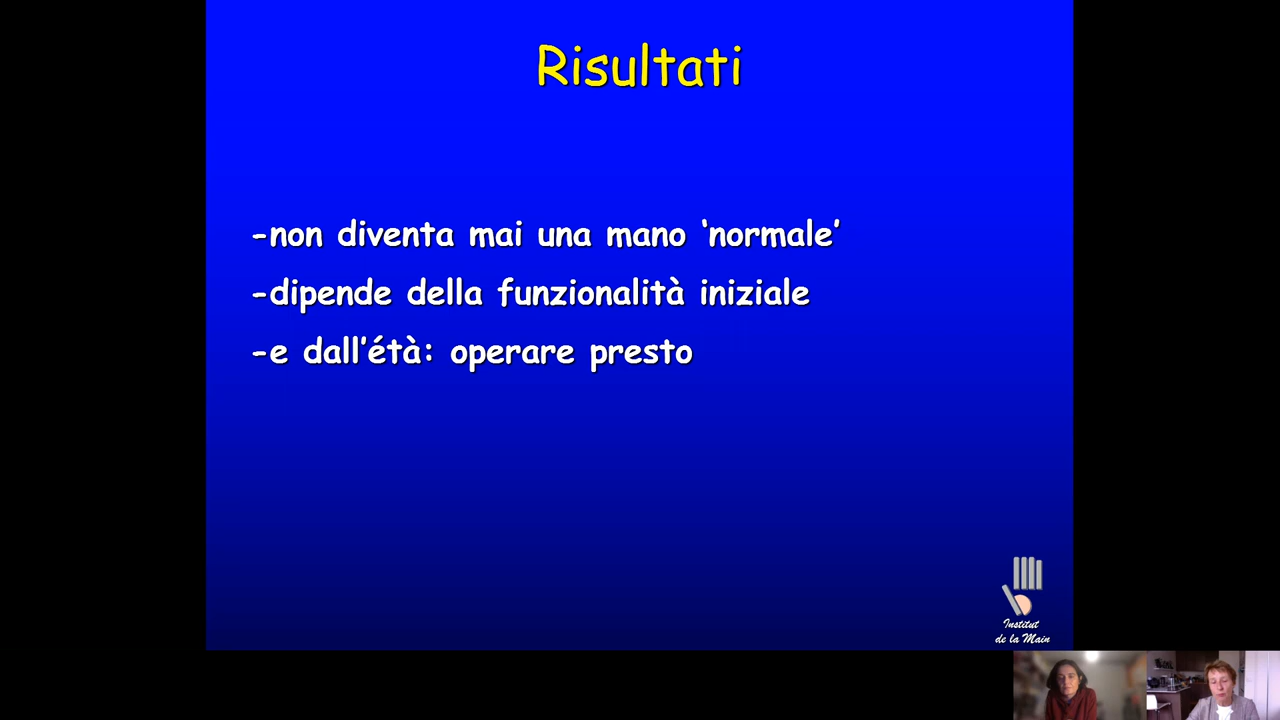 Risultati
-non diventa mai una mano ‘normale’
-dipende della funzionalità iniziale
-e dall’étà: operare presto
Institut
de la Main